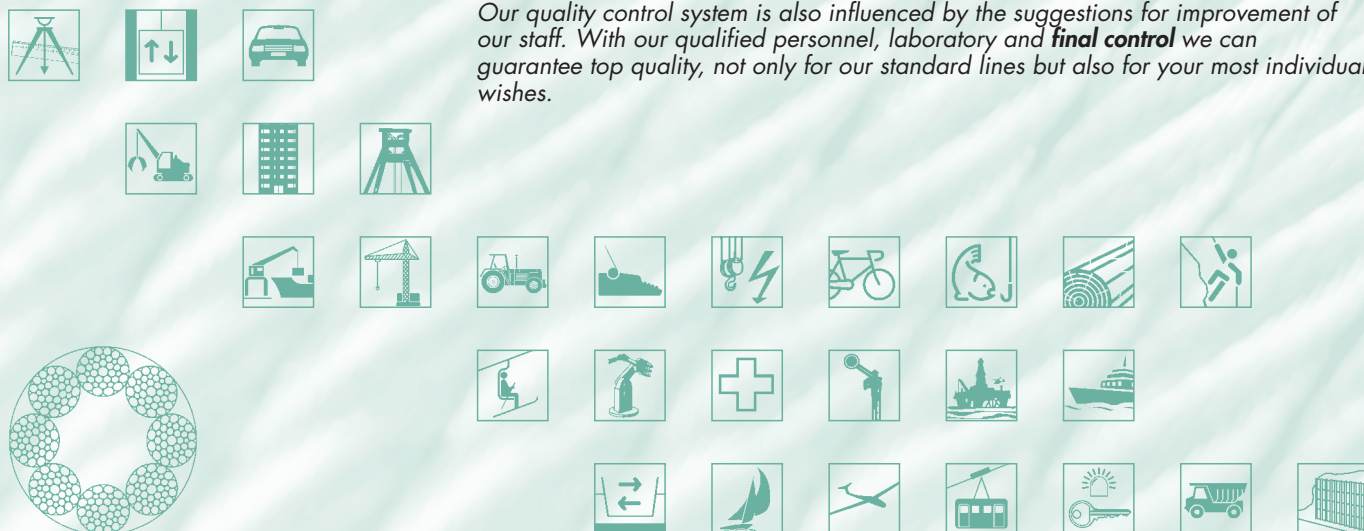 Our quality control system is also influenced by the suggestions for improvement of
our staff. With our qualified personnel, laboratory and final control we can
guarantee top quality, not only for our standard lines but also for your most individual
wishes.